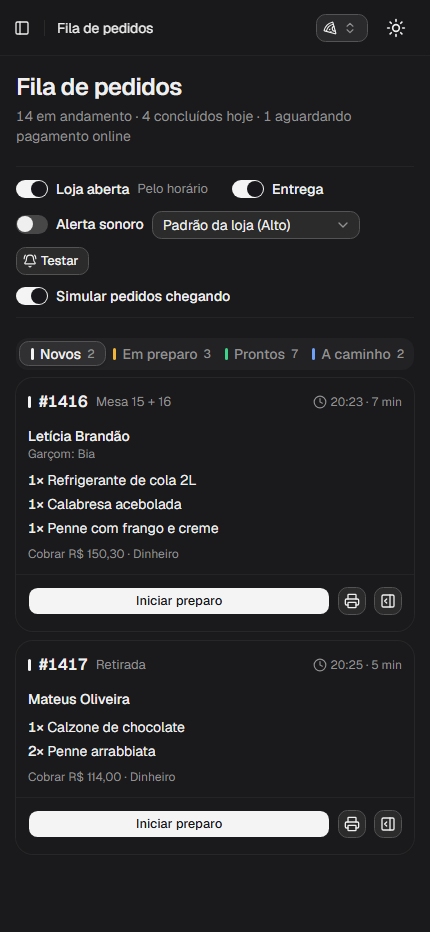 Fila de pedidos
Fila de pedidos
14 em andamento · 4 concluídos hoje · 1 aguardando
pagamento online
Loja aberta Pelo horário Entrega
Alerta sonoro Padrão da loja (Alto)
Testar
Simular pedidos chegando
Novos 2 Em preparo 3 Prontos 7 A caminho 2
#1416 Mesa 15 + 16 20:23 · 7 min
Letícia Brandão
Garçom: Bia
1× Refrigerante de cola 2L
1× Calabresa acebolada
1× Penne com frango e creme
Cobrar R$ 150,30 · Dinheiro
Iniciar preparo
#1417 Retirada 20:25 · 5 min
Mateus Oliveira
1× Calzone de chocolate
2× Penne arrabbiata
Cobrar R$ 114,00 · Dinheiro
Iniciar preparo